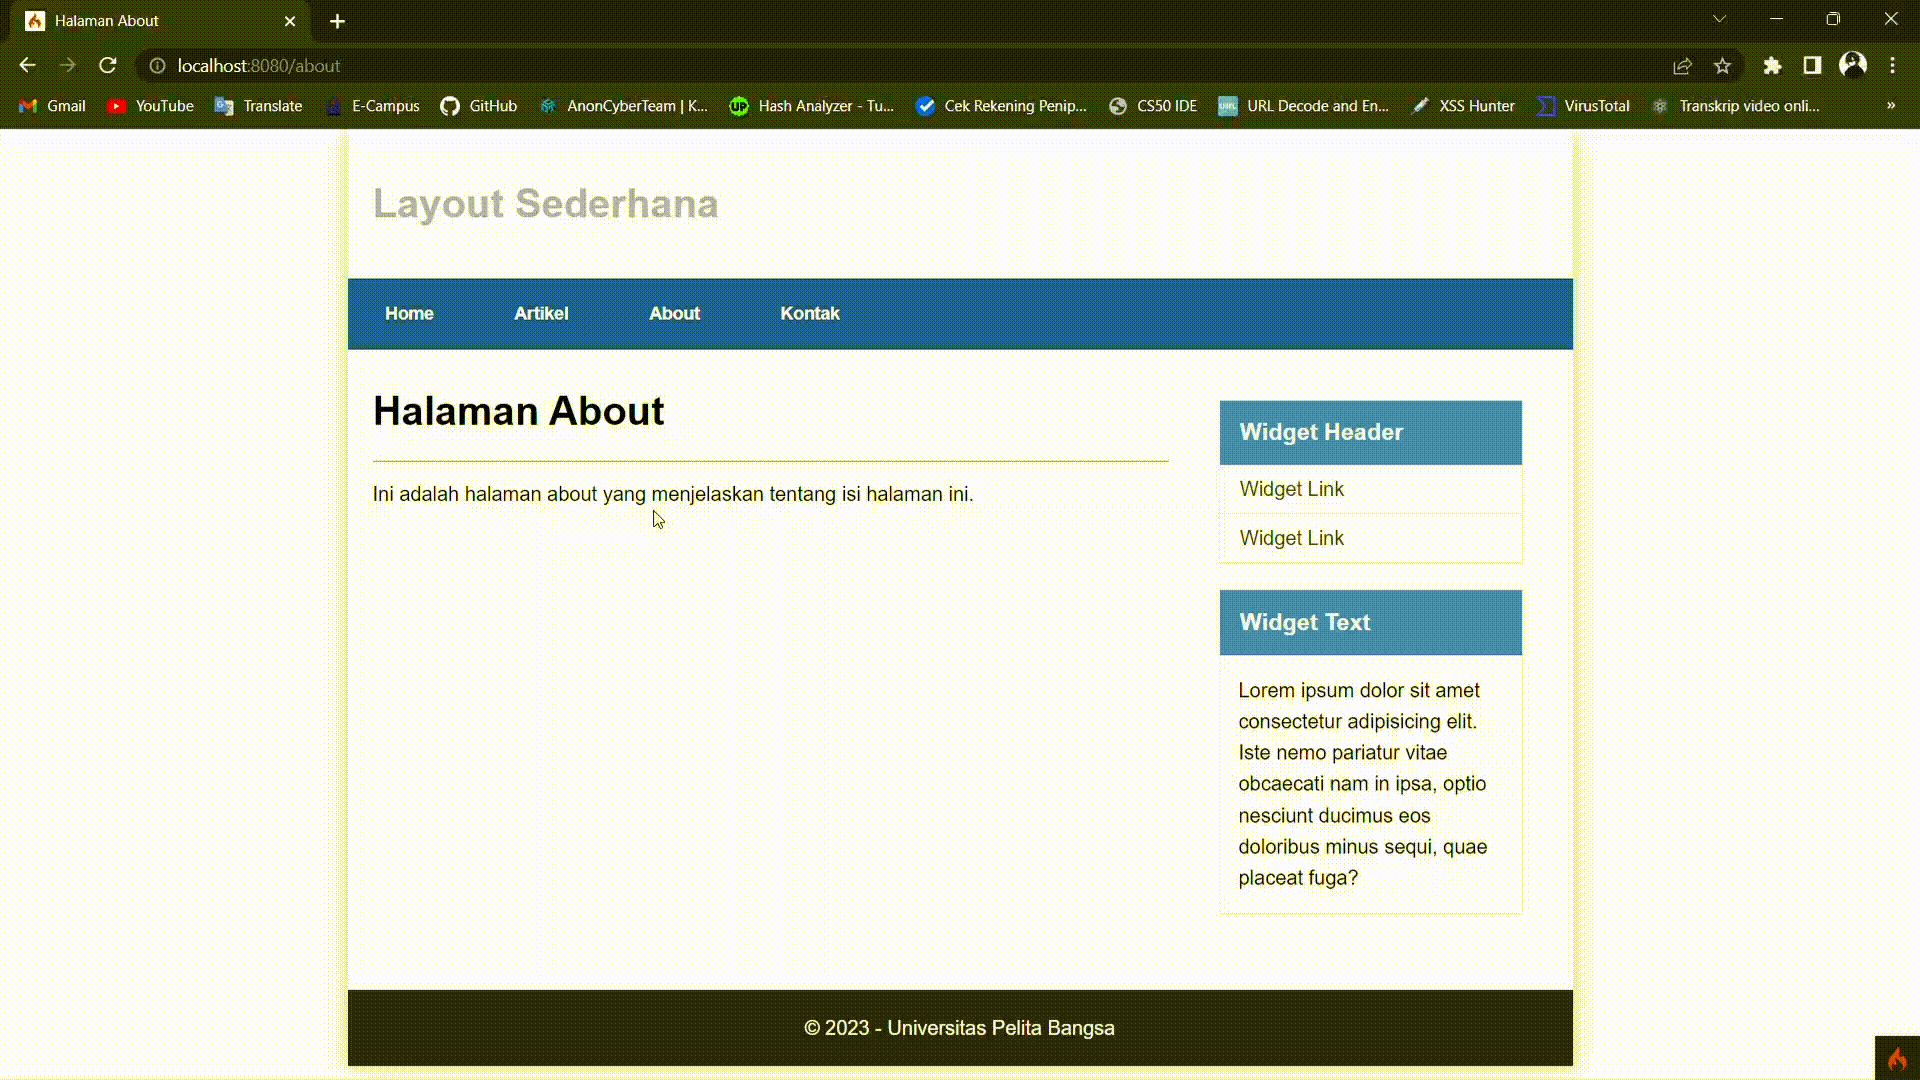 Halaman About
localhost:8080/about
Gmail YouTube Translate E-Campus GitHub AnonCyberTeam | K... Hash Analyzer - Tu... Cek Rekening Penip... CS50 IDE URL Decode and En... XSS Hunter VirusTotal Transkrip video onli... »
Layout Sederhana
Home Artikel About Kontak
Halaman About
Ini adalah halaman about yang menjelaskan tentang isi halaman ini.
Widget Header
Widget Link
Widget Link
Widget Text
Lorem ipsum dolor sit amet
consectetur adipisicing elit.
Iste nemo pariatur vitae
obcaecati nam in ipsa, optio
nesciunt ducimus eos
doloribus minus sequi, quae
placeat fuga?
© 2023 - Universitas Pelita Bangsa